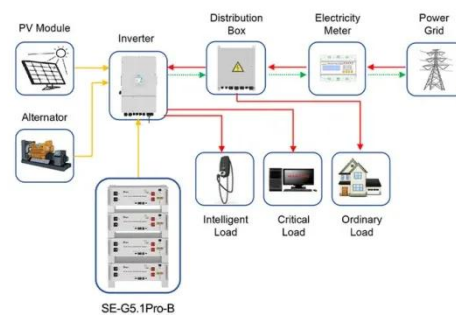 PV Module
Inverter
Distribution
Box
Electricity
Meter
Power
Grid
Alternator
Intelligent
Load
Critical
Load
Ordinary
Load
SE-G5.1Pro-B